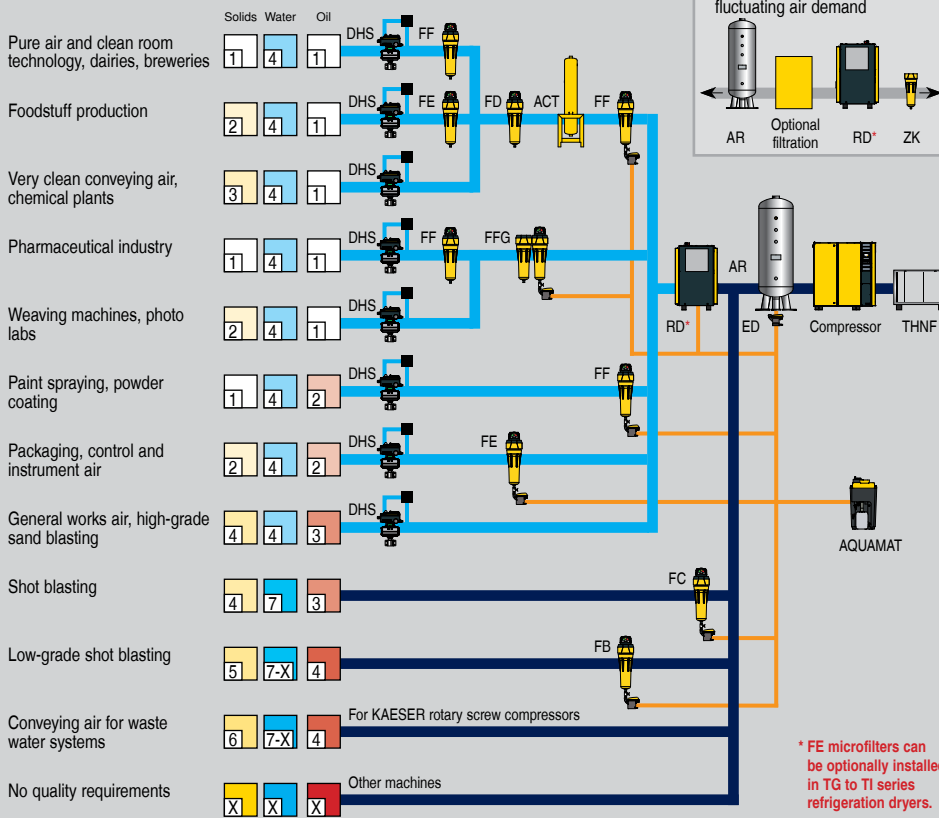 fluctuating air demand
AR
Optional
filtration
RD*
ZK
Solids Water Oil
Pure air and clean room
technology, dairies, breweries
1 4 1
DHS
FF
Foodstuff production
2 4 1
DHS
FE
FD
ACT
FF
Very clean conveying air,
chemical plants
3 4 1
DHS
Pharmaceutical industry
1 4 1
DHS
FF
FFG
AR
RD*
ED
Compressor
THNF
Weaving machines, photo
labs
2 4 1
DHS
Paint spraying, powder
coating
1 4 2
DHS
FF
Packaging, control and
instrument air
2 4 2
DHS
FE
General works air, high-grade
sand blasting
4 4 3
DHS
AQUAMAT
Shot blasting
4 7 3
FC
Low-grade shot blasting
5 7-X 4
FB
Conveying air for waste
water systems
6 7-X 4
For KAESER rotary screw compressors
No quality requirements
X X X
Other machines
* FE microfilters can
be optionally installed
in TG to TI series
refrigeration dryers.